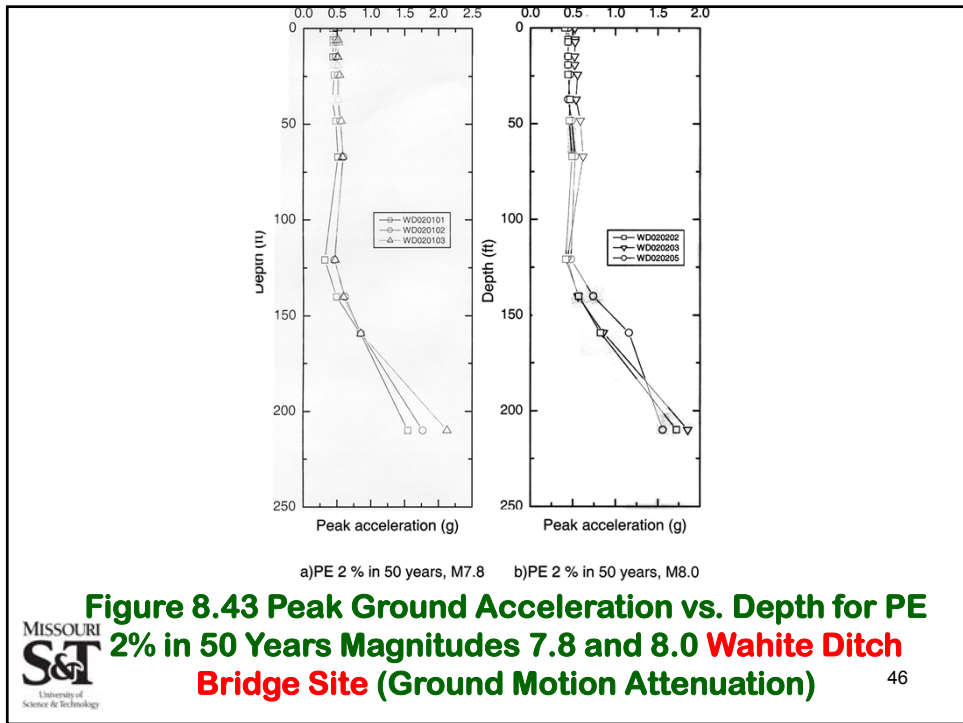 0.0 0.5 1.0 1.5 2.0 2.5
0
50
100
150
200
250
Depth (ft)
WD020101
WD020102
WD020103
Peak acceleration (g)
a)PE 2 % in 50 years, M7.8
0.0 0.5 1.0 1.5 2.0
0
50
100
150
200
250
Depth (ft)
WD020202
WD020203
WD020205
Peak acceleration (g)
b)PE 2 % in 50 years, M8.0
Figure 8.43 Peak Ground Acceleration vs. Depth for PE
2% in 50 Years Magnitudes 7.8 and 8.0 Wahite Ditch
Bridge Site (Ground Motion Attenuation)
MISSOURI
S&T
University of
Science & Technology
46